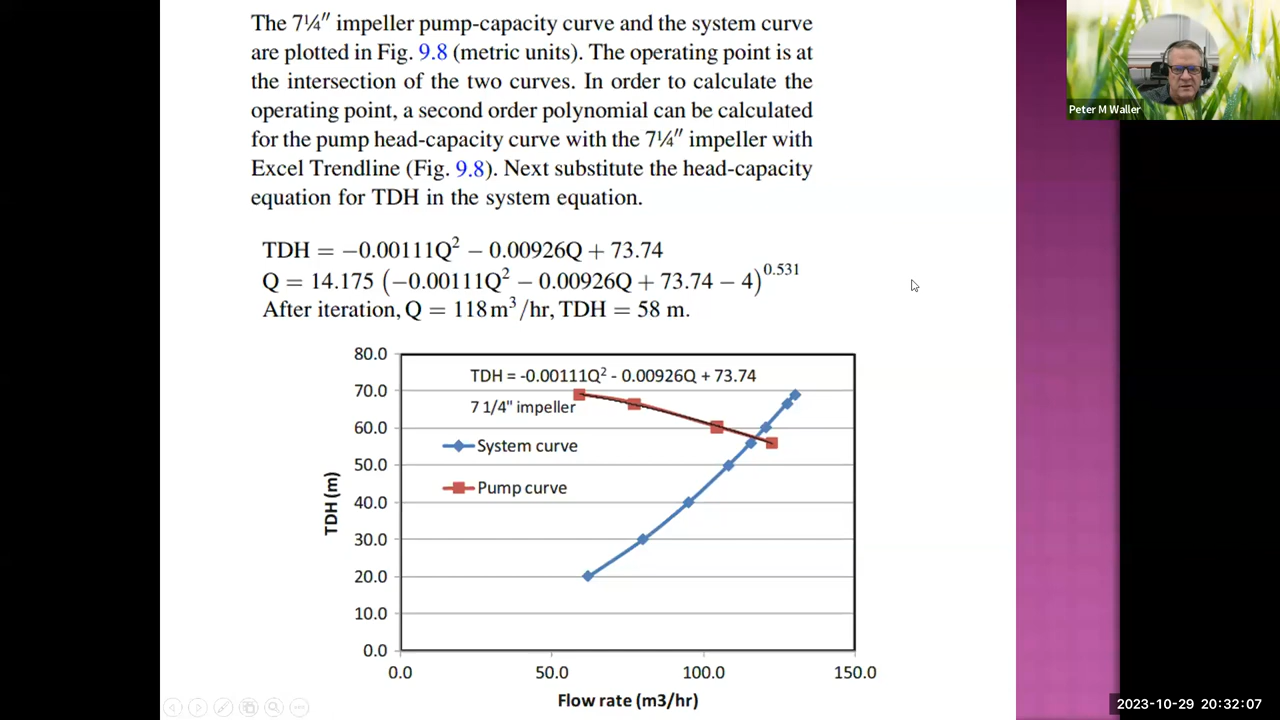 The 7¼″ impeller pump-capacity curve and the system curve
are plotted in Fig. 9.8 (metric units). The operating point is at
the intersection of the two curves. In order to calculate the
operating point, a second order polynomial can be calculated
for the pump head-capacity curve with the 7¼″ impeller with
Excel Trendline (Fig. 9.8). Next substitute the head-capacity
equation for TDH in the system equation.
TDH = −0.00111Q² − 0.00926Q + 73.74
Q = 14.175 (−0.00111Q² − 0.00926Q + 73.74 − 4)^0.531
After iteration, Q = 118 m³/hr, TDH = 58 m.
TDH = -0.00111Q² - 0.00926Q + 73.74
7 1/4" impeller
System curve
Pump curve
TDH (m)
80.0
70.0
60.0
50.0
40.0
30.0
20.0
10.0
0.0
0.0 50.0 100.0 150.0
Flow rate (m3/hr)
Peter M Waller
2023-10-29 20:32:07